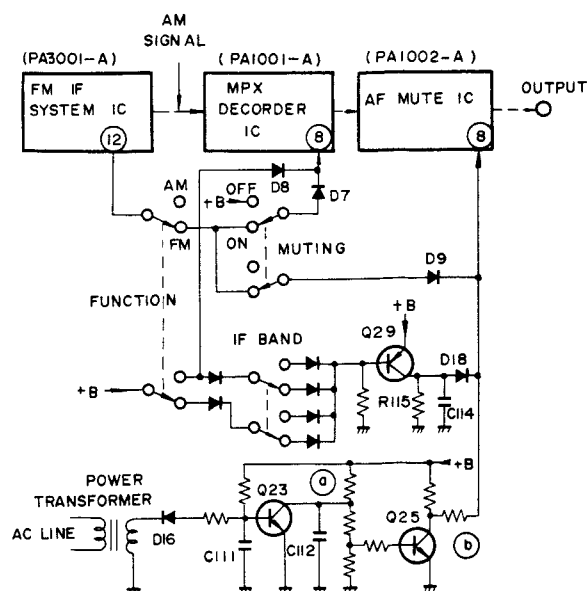 AM
SIGNAL
(PA3001-A)
(PA1001-A)
(PA1002-A)
FM IF
SYSTEM IC
12
MPX
DECORDER
IC
8
AF MUTE IC
8
OUTPUT
D8
D7
AM
OFF
+B
FM
ON
MUTING
D9
FUNCTION
IF BAND
+B
Q29
D18
+B
R115
C114
+B
POWER
TRANSFORMER
Q23
a
Q25
AC LINE
D16
C111
C112
b